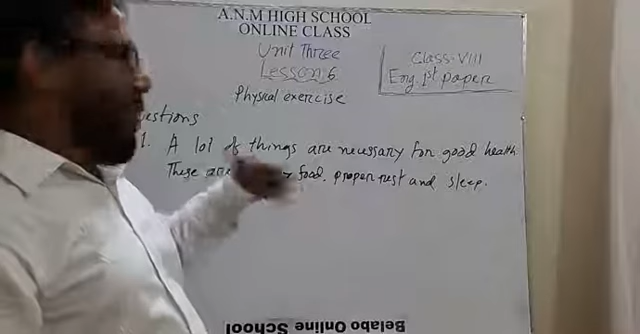 A.N.M HIGH SCHOOL
ONLINE CLASS
Unit Three
Lesson 6
Class-VIII
Eng. 1st paper
Physical exercise
estions
1. A lot of things are necessary for good health
These are food. proper rest and sleep.
Belabo Online School